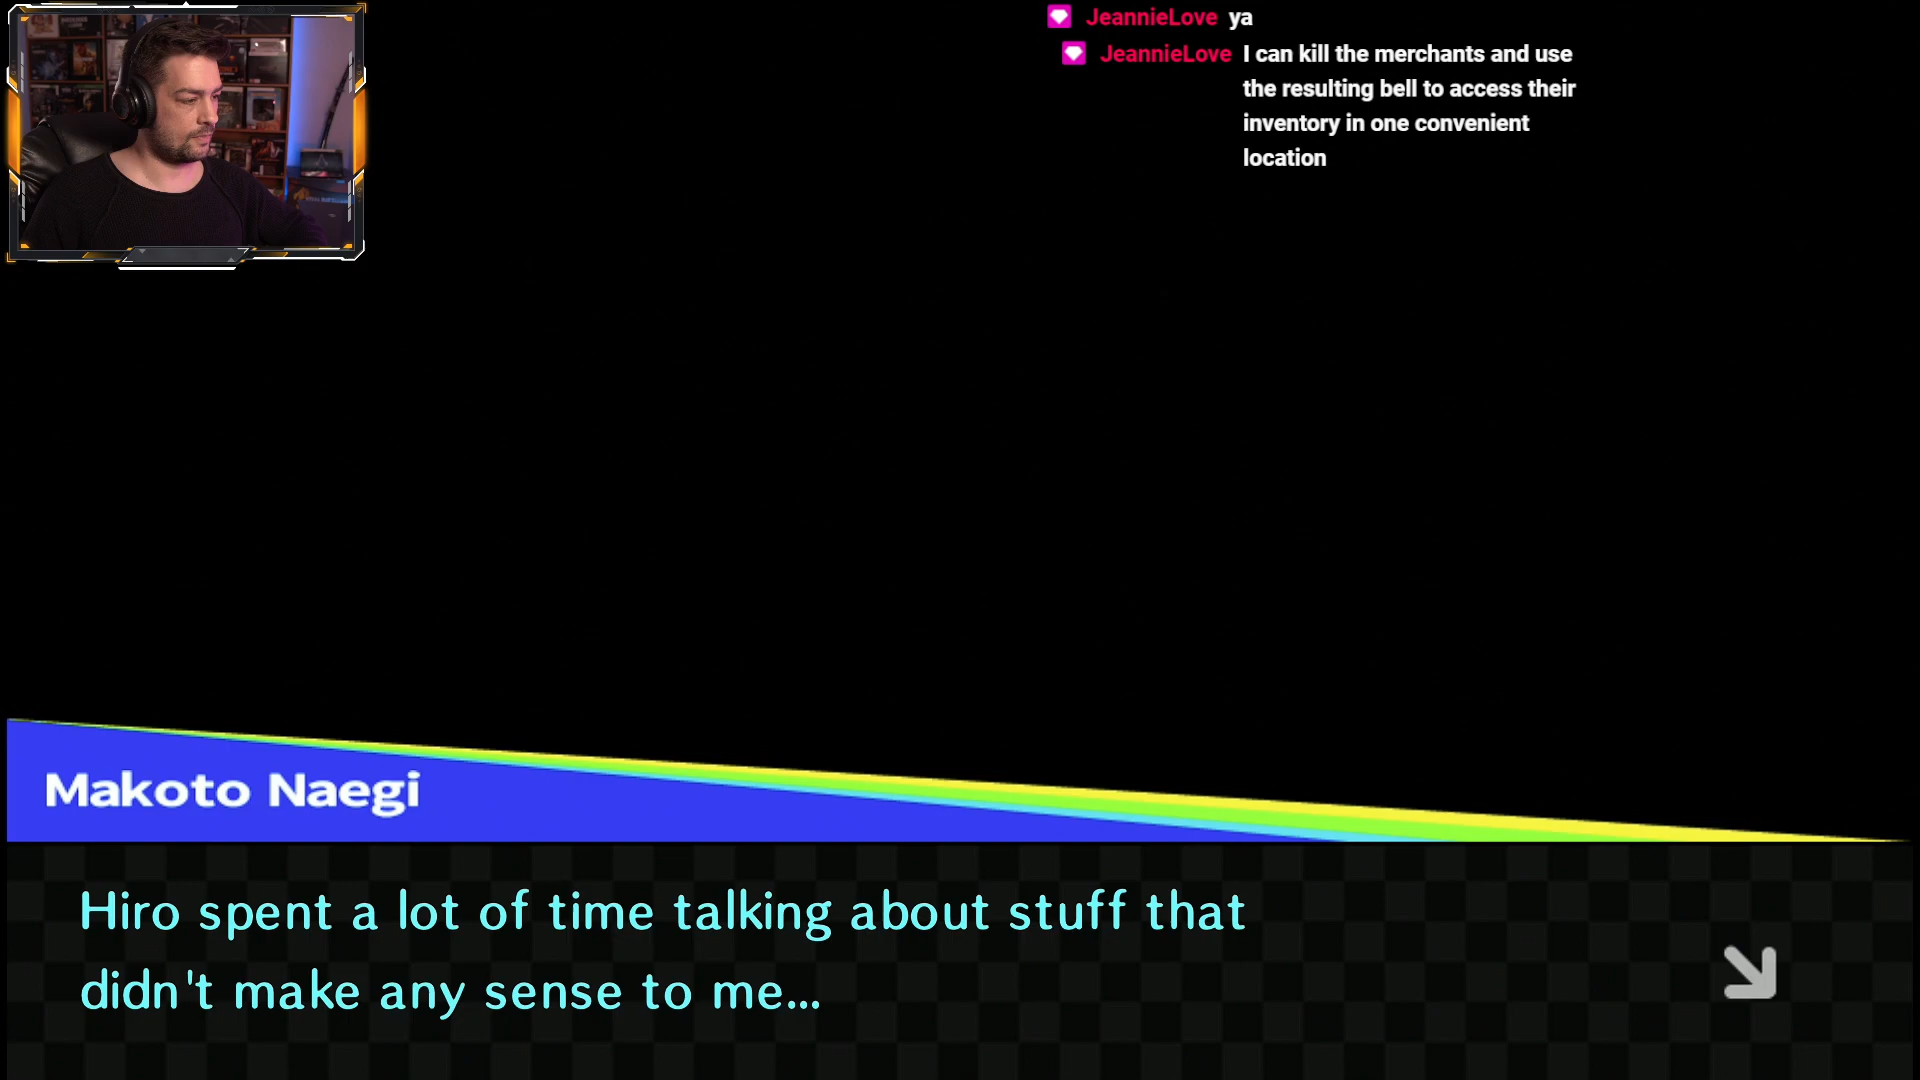 JeannieLove ya
JeannieLove I can kill the merchants and use
the resulting bell to access their
inventory in one convenient
location
Makoto Naegi
Hiro spent a lot of time talking about stuff that
didn't make any sense to me...